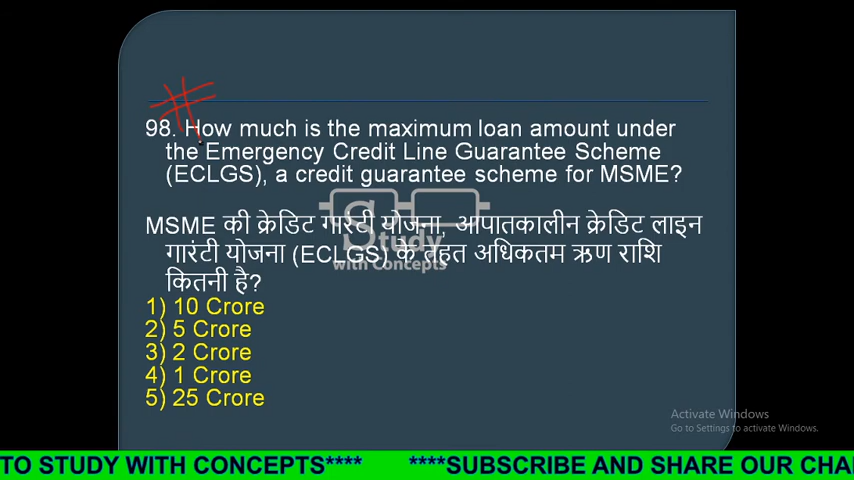 98. How much is the maximum loan amount under
the Emergency Credit Line Guarantee Scheme
(ECLGS), a credit guarantee scheme for MSME?
MSME की क्रेडिट गारंटी योजना, आपातकालीन क्रेडिट लाइन
गारंटी योजना (ECLGS) के तहत अधिकतम ऋण राशि
कितनी है?
Study
with Concepts
1) 10 Crore
2) 5 Crore
3) 2 Crore
4) 1 Crore
5) 25 Crore
Activate Windows
Go to Settings to activate Windows.
TO STUDY WITH CONCEPTS**** ****SUBSCRIBE AND SHARE OUR CHA